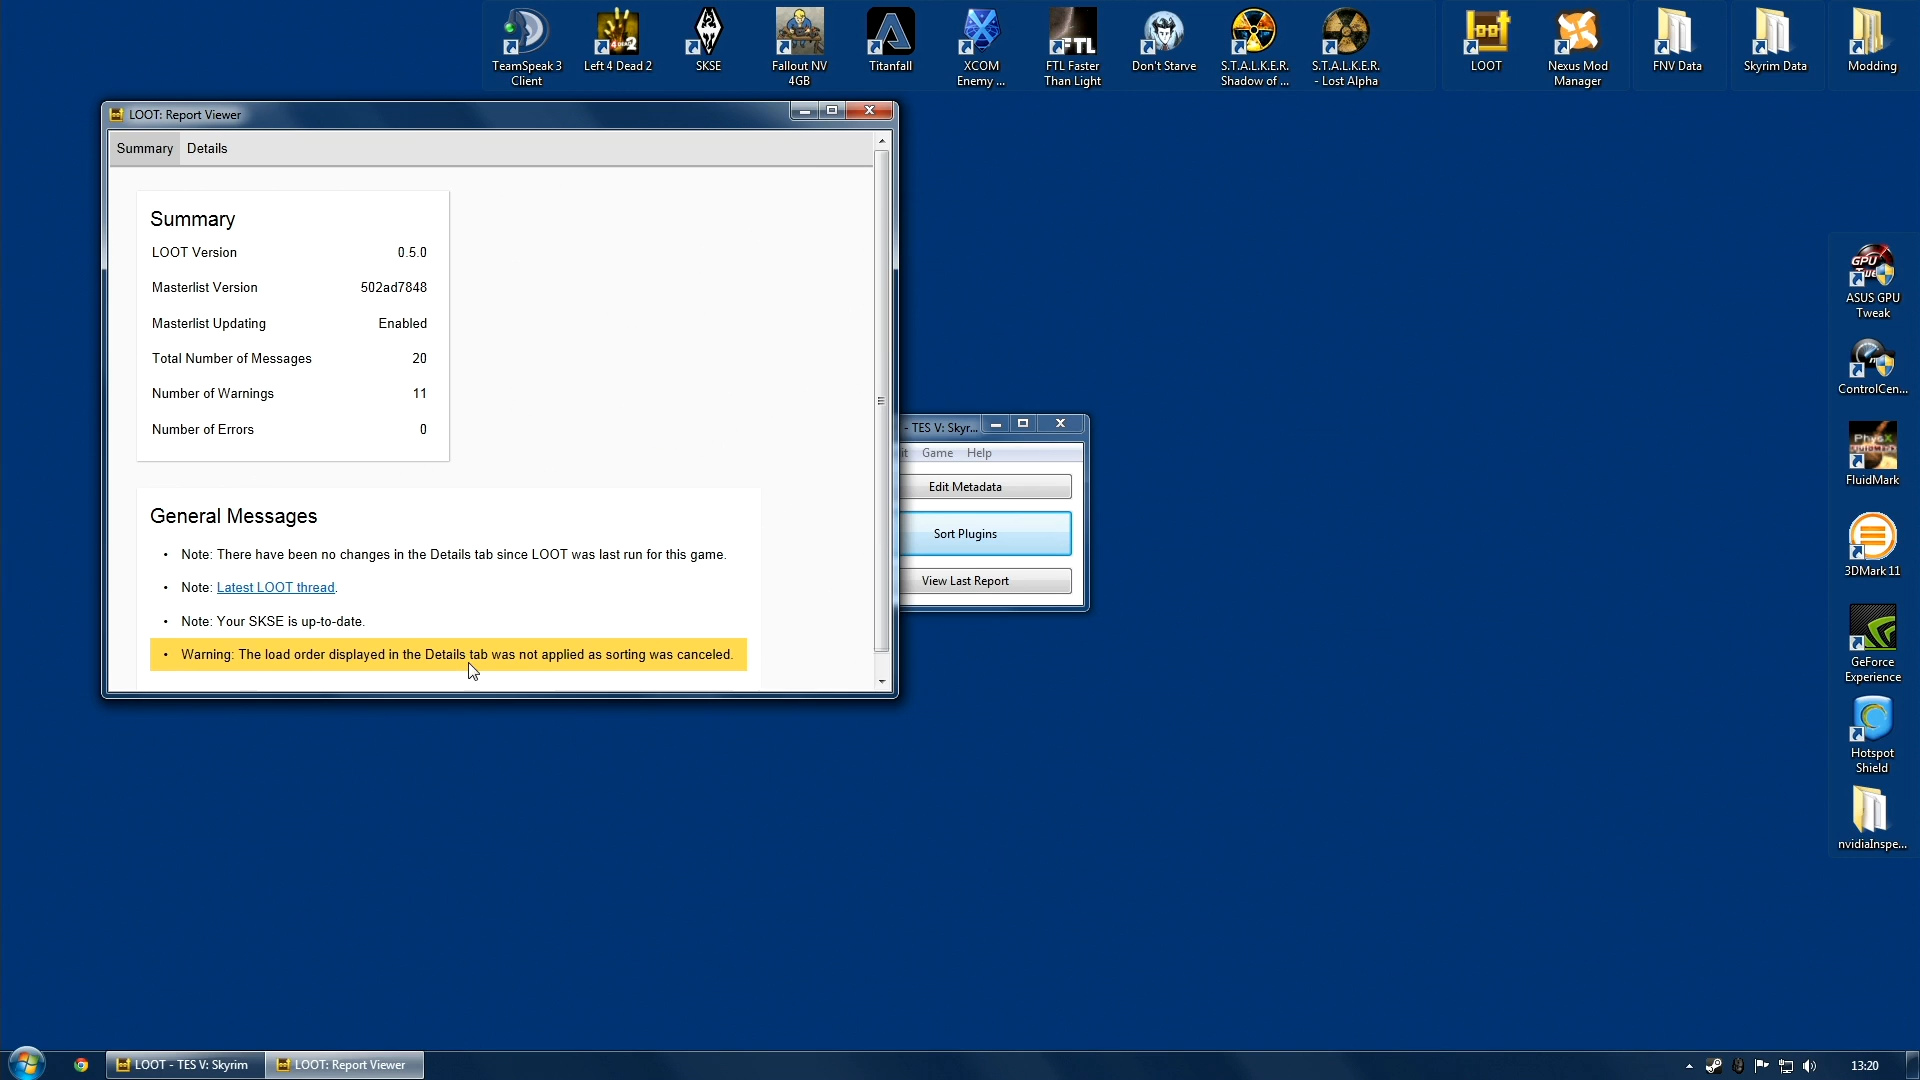 TeamSpeak 3
Client
Left 4 Dead 2
SKSE
Fallout NV
4GB
Titanfall
XCOM
Enemy ...
FTL
FTL Faster
Than Light
Don't Starve
S.T.A.L.K.E.R.
Shadow of ...
S.T.A.L.K.E.R.
- Lost Alpha
LOOT
Nexus Mod
Manager
FNV Data
Skyrim Data
Modding
LOOT: Report Viewer
Summary
Details
Summary
LOOT Version 0.5.0
Masterlist Version 502ad7848
Masterlist Updating Enabled
Total Number of Messages 20
Number of Warnings 11
Number of Errors 0
General Messages
• Note: There have been no changes in the Details tab since LOOT was last run for this game.
• Note: Latest LOOT thread.
• Note: Your SKSE is up-to-date.
• Warning: The load order displayed in the Details tab was not applied as sorting was canceled.
- TES V: Skyr...
it Game Help
Edit Metadata
Sort Plugins
View Last Report
GPU
ASUS GPU
Tweak
ControlCen...
PhysX
FluidMark
3DMark 11
GeForce
Experience
Hotspot
Shield
nvidiaInspe...
LOOT - TES V: Skyrim
LOOT: Report Viewer
13:20